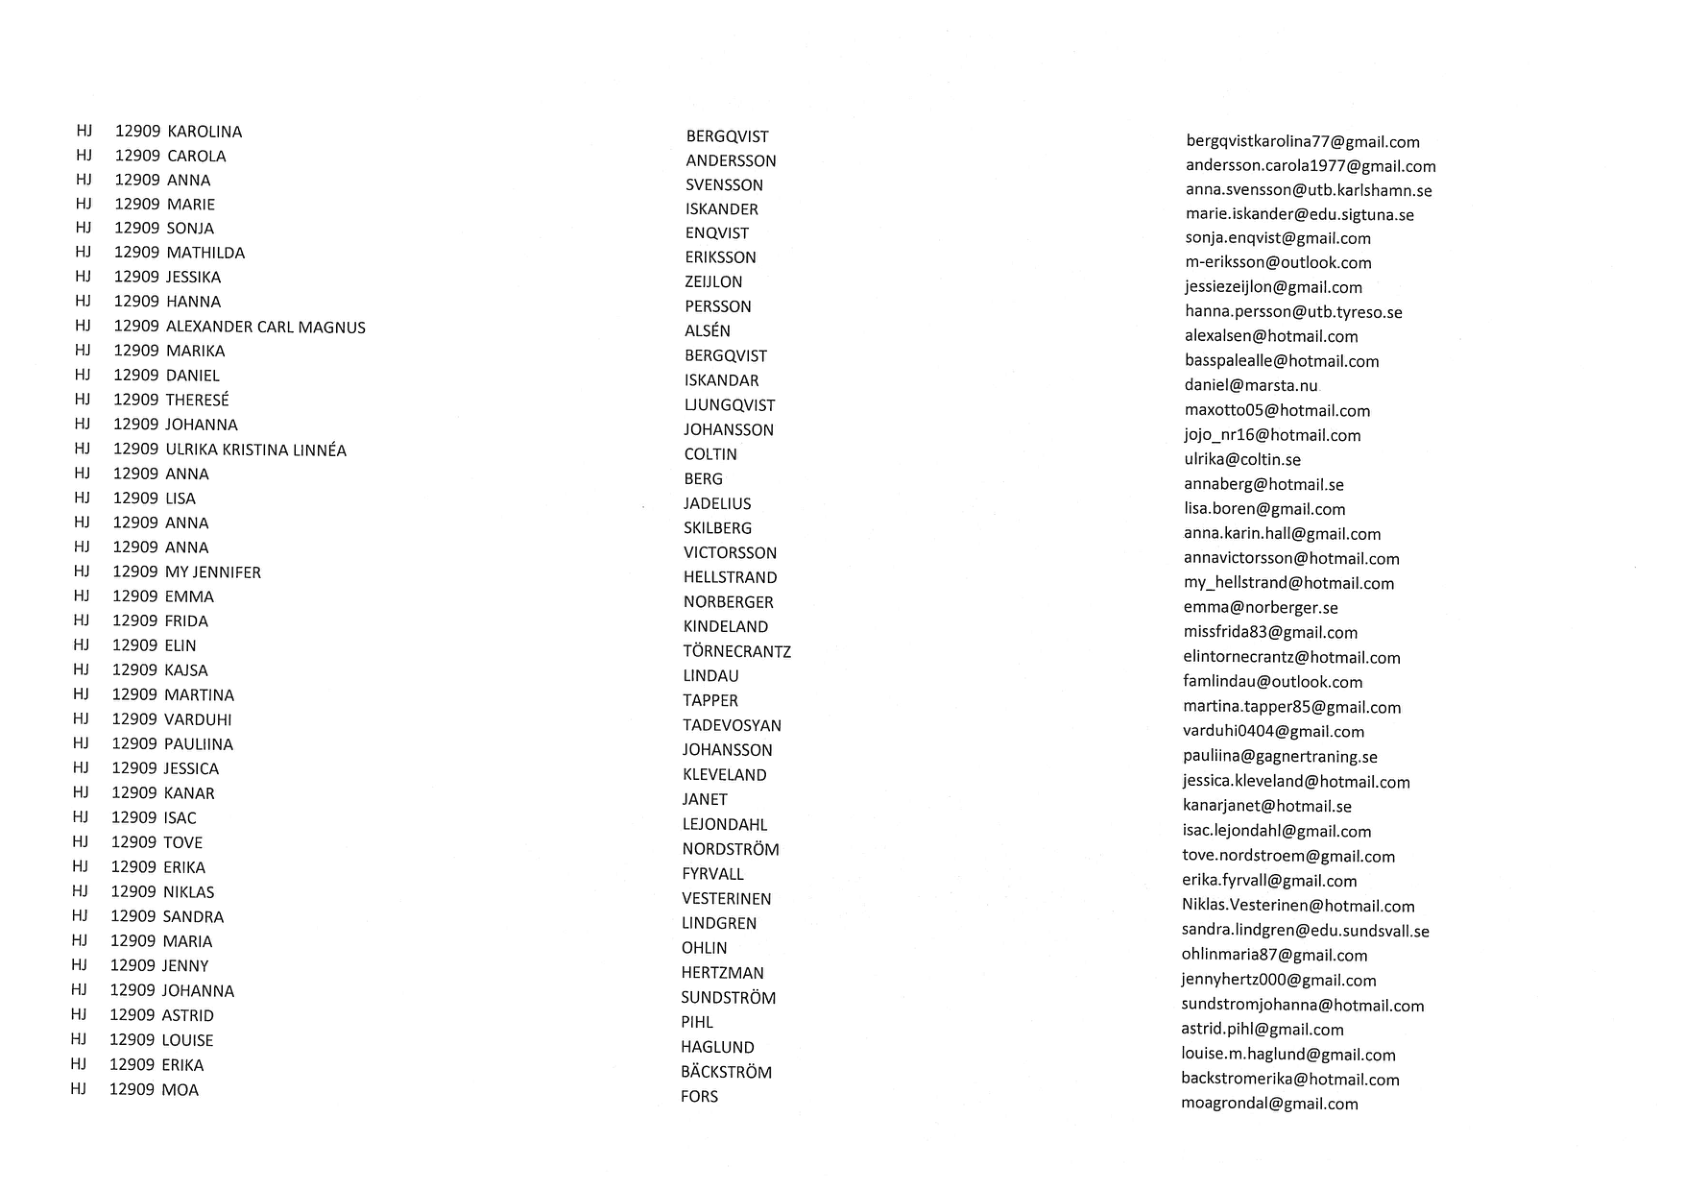 HJ 12909 KAROLINA BERGQVIST bergqvistkarolina77@gmail.com
HJ 12909 CAROLA ANDERSSON andersson.carola1977@gmail.com
HJ 12909 ANNA SVENSSON anna.svensson@utb.karlshamn.se
HJ 12909 MARIE ISKANDER marie.iskander@edu.sigtuna.se
HJ 12909 SONJA ENQVIST sonja.enqvist@gmail.com
HJ 12909 MATHILDA ERIKSSON m-eriksson@outlook.com
HJ 12909 JESSIKA ZEIJLON jessiezeijlon@gmail.com
HJ 12909 HANNA PERSSON hanna.persson@utb.tyreso.se
HJ 12909 ALEXANDER CARL MAGNUS ALSÉN alexalsen@hotmail.com
HJ 12909 MARIKA BERGQVIST basspalealle@hotmail.com
HJ 12909 DANIEL ISKANDAR daniel@marsta.nu
HJ 12909 THERESÉ LJUNGQVIST maxotto05@hotmail.com
HJ 12909 JOHANNA JOHANSSON jojo_nr16@hotmail.com
HJ 12909 ULRIKA KRISTINA LINNÉA COLTIN ulrika@coltin.se
HJ 12909 ANNA BERG annaberg@hotmail.se
HJ 12909 LISA JADELIUS lisa.boren@gmail.com
HJ 12909 ANNA SKILBERG anna.karin.hall@gmail.com
HJ 12909 ANNA VICTORSSON annavictorsson@hotmail.com
HJ 12909 MY JENNIFER HELLSTRAND my_hellstrand@hotmail.com
HJ 12909 EMMA NORBERGER emma@norberger.se
HJ 12909 FRIDA KINDELAND missfrida83@gmail.com
HJ 12909 ELIN TÖRNECRANTZ elintornecrantz@hotmail.com
HJ 12909 KAJSA LINDAU famlindau@outlook.com
HJ 12909 MARTINA TAPPER martina.tapper85@gmail.com
HJ 12909 VARDUHI TADEVOSYAN varduhi0404@gmail.com
HJ 12909 PAULIINA JOHANSSON pauliina@gagnertraning.se
HJ 12909 JESSICA KLEVELAND jessica.kleveland@hotmail.com
HJ 12909 KANAR JANET kanarjanet@hotmail.se
HJ 12909 ISAC LEJONDAHL isac.lejondahl@gmail.com
HJ 12909 TOVE NORDSTRÖM tove.nordstroem@gmail.com
HJ 12909 ERIKA FYRVALL erika.fyrvall@gmail.com
HJ 12909 NIKLAS VESTERINEN Niklas.Vesterinen@hotmail.com
HJ 12909 SANDRA LINDGREN sandra.lindgren@edu.sundsvall.se
HJ 12909 MARIA OHLIN ohlinmaria87@gmail.com
HJ 12909 JENNY HERTZMAN jennyhertz000@gmail.com
HJ 12909 JOHANNA SUNDSTRÖM sundstromjohanna@hotmail.com
HJ 12909 ASTRID PIHL astrid.pihl@gmail.com
HJ 12909 LOUISE HAGLUND louise.m.haglund@gmail.com
HJ 12909 ERIKA BÄCKSTRÖM backstromerika@hotmail.com
HJ 12909 MOA FORS moagrondal@gmail.com